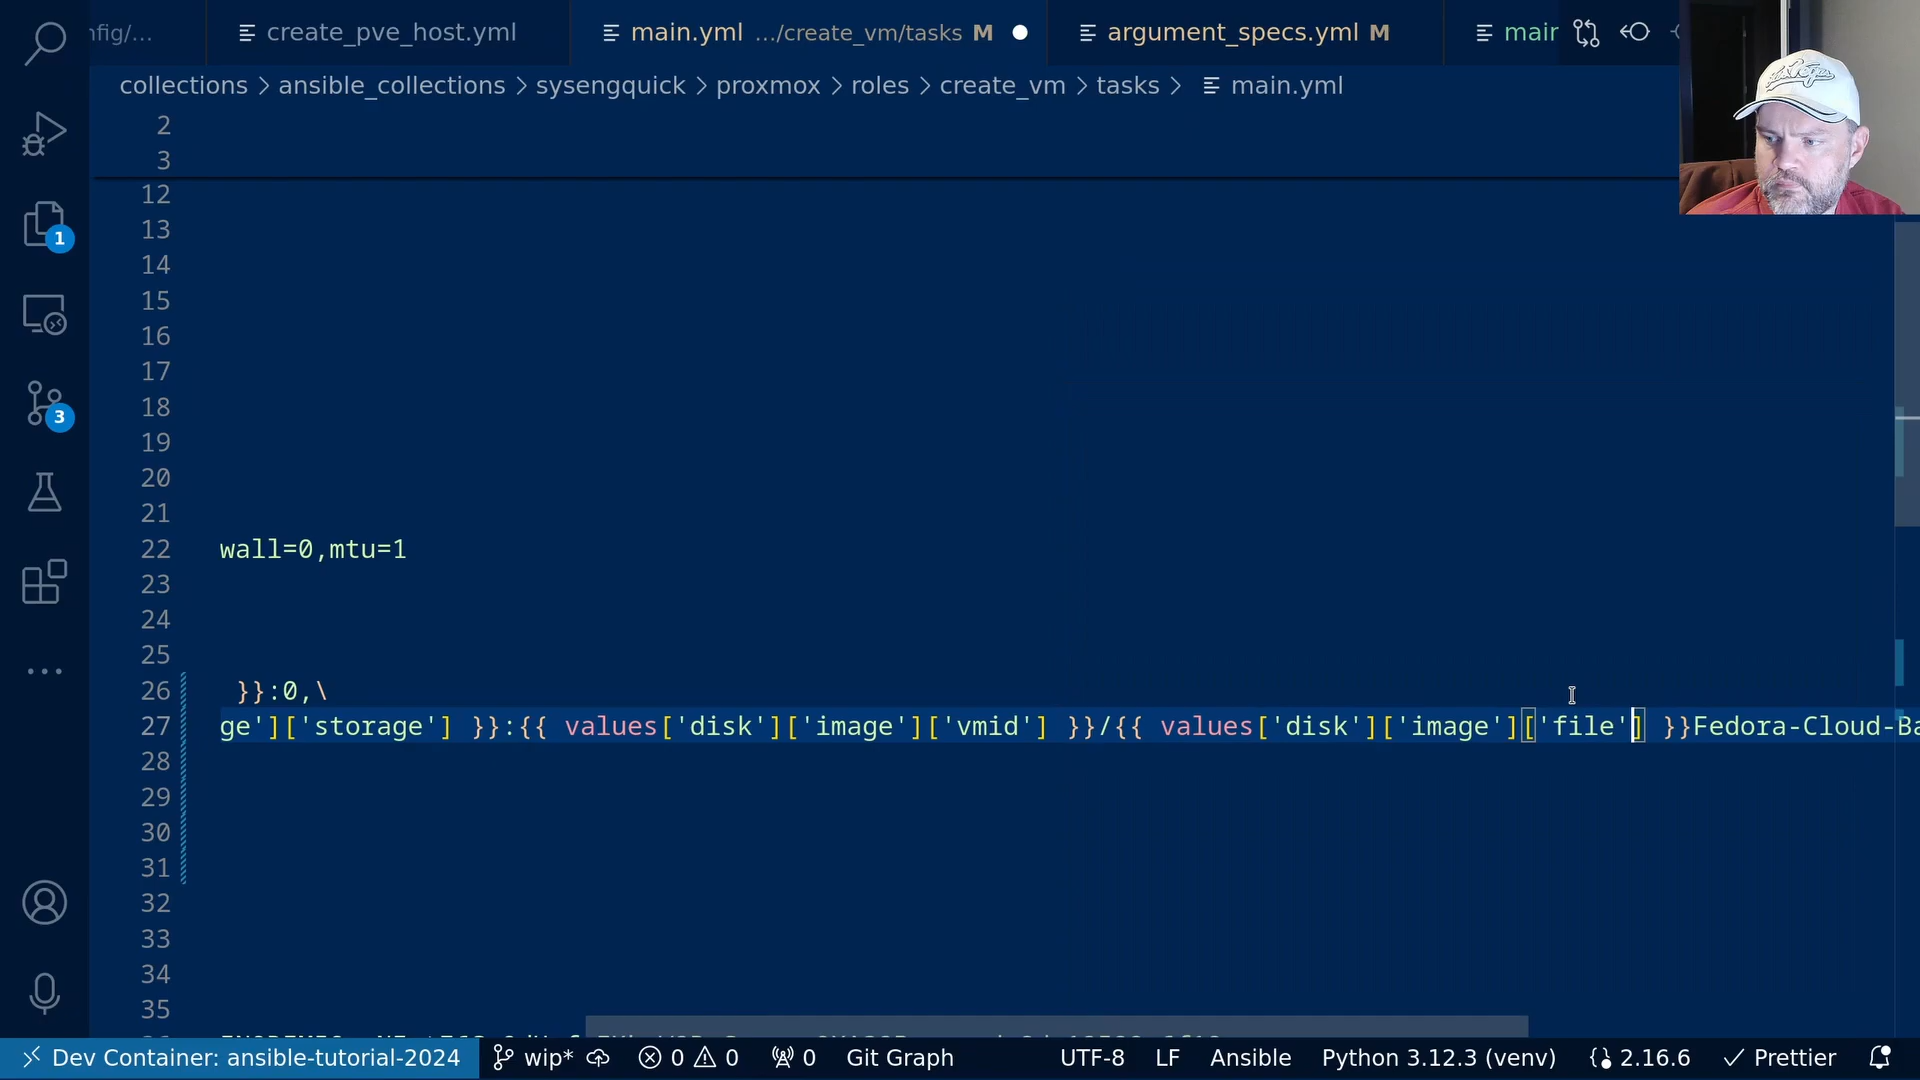 nfig/...
create_pve_host.yml
main.yml .../create_vm/tasks M
argument_specs.yml M
main
collections > ansible_collections > sysengquick > proxmox > roles > create_vm > tasks > main.yml
2
3
12
13
14
15
16
17
18
19
20
21
22 wall=0,mtu=1
23
24
25
26 }}:0,\
27 ge']['storage'] }}:{{ values['disk']['image']['vmid'] }}/{{ values['disk']['image']['file'] }}Fedora-Cloud-Ba
28
29
30
31
32
33
34
35
1
3
Dev Container: ansible-tutorial-2024 wip* 0 0 0 Git Graph UTF-8 LF Ansible Python 3.12.3 (venv) 2.16.6 Prettier